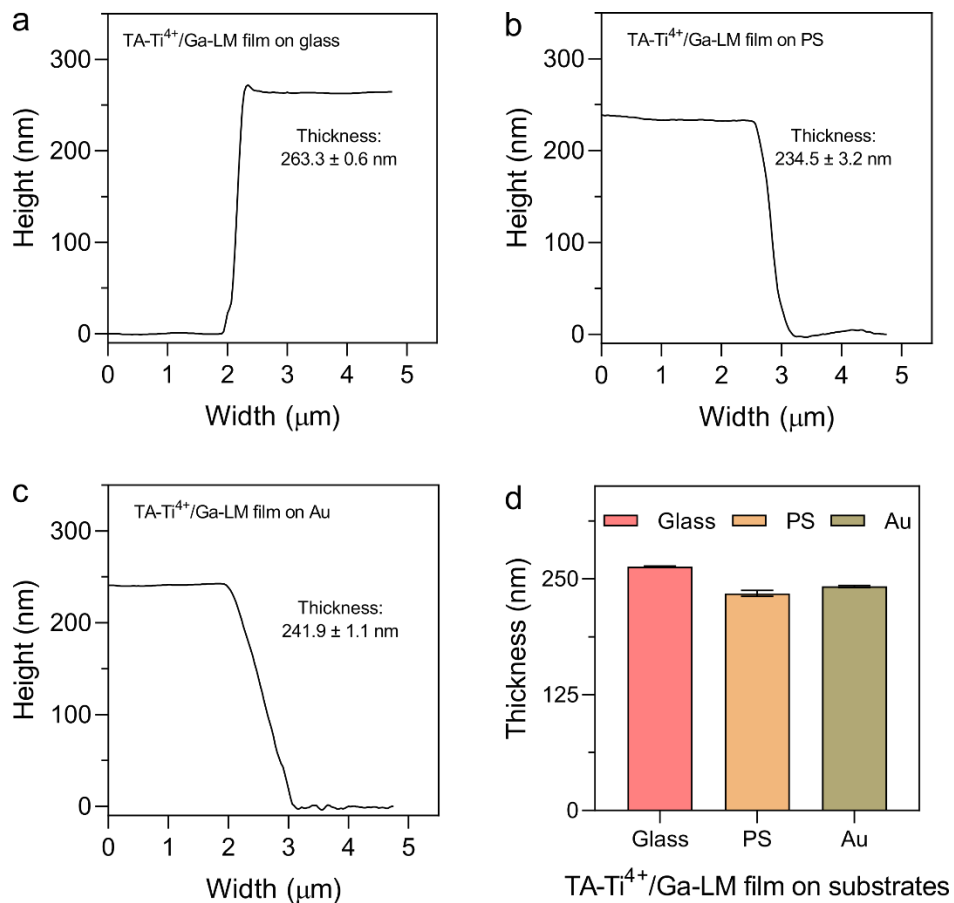 a
TA-Ti⁴⁺/Ga-LM film on glass
300
200
100
0
Height (nm)
Thickness:
263.3 ± 0.6 nm
0 1 2 3 4 5
Width (μm)
b
TA-Ti⁴⁺/Ga-LM film on PS
300
200
100
0
Height (nm)
Thickness:
234.5 ± 3.2 nm
0 1 2 3 4 5
Width (μm)
c
TA-Ti⁴⁺/Ga-LM film on Au
300
200
100
0
Height (nm)
Thickness:
241.9 ± 1.1 nm
0 1 2 3 4 5
Width (μm)
d
Glass PS Au
250
125
0
Thickness (nm)
Glass PS Au
TA-Ti⁴⁺/Ga-LM film on substrates